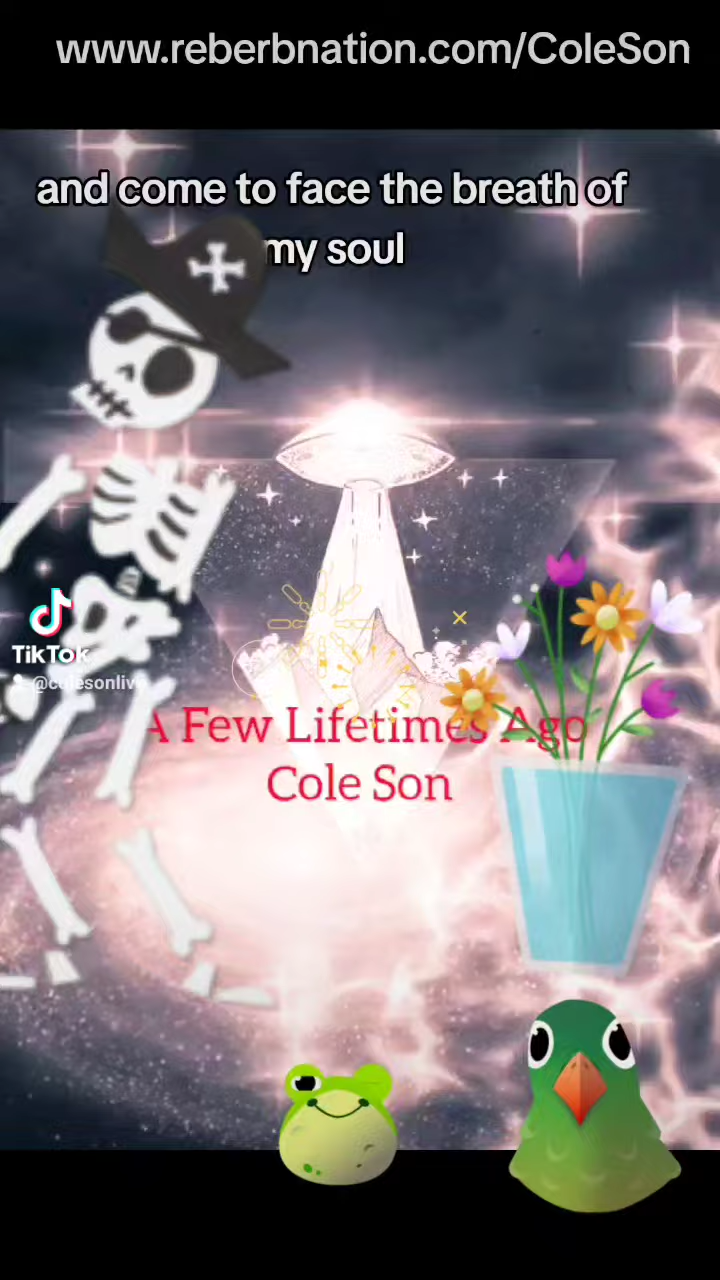 www.reberbnation.com/ColeSon
and come to face the breath of
my soul
TikTok
@colesonlive
A Few Lifetimes Ago
Cole Son